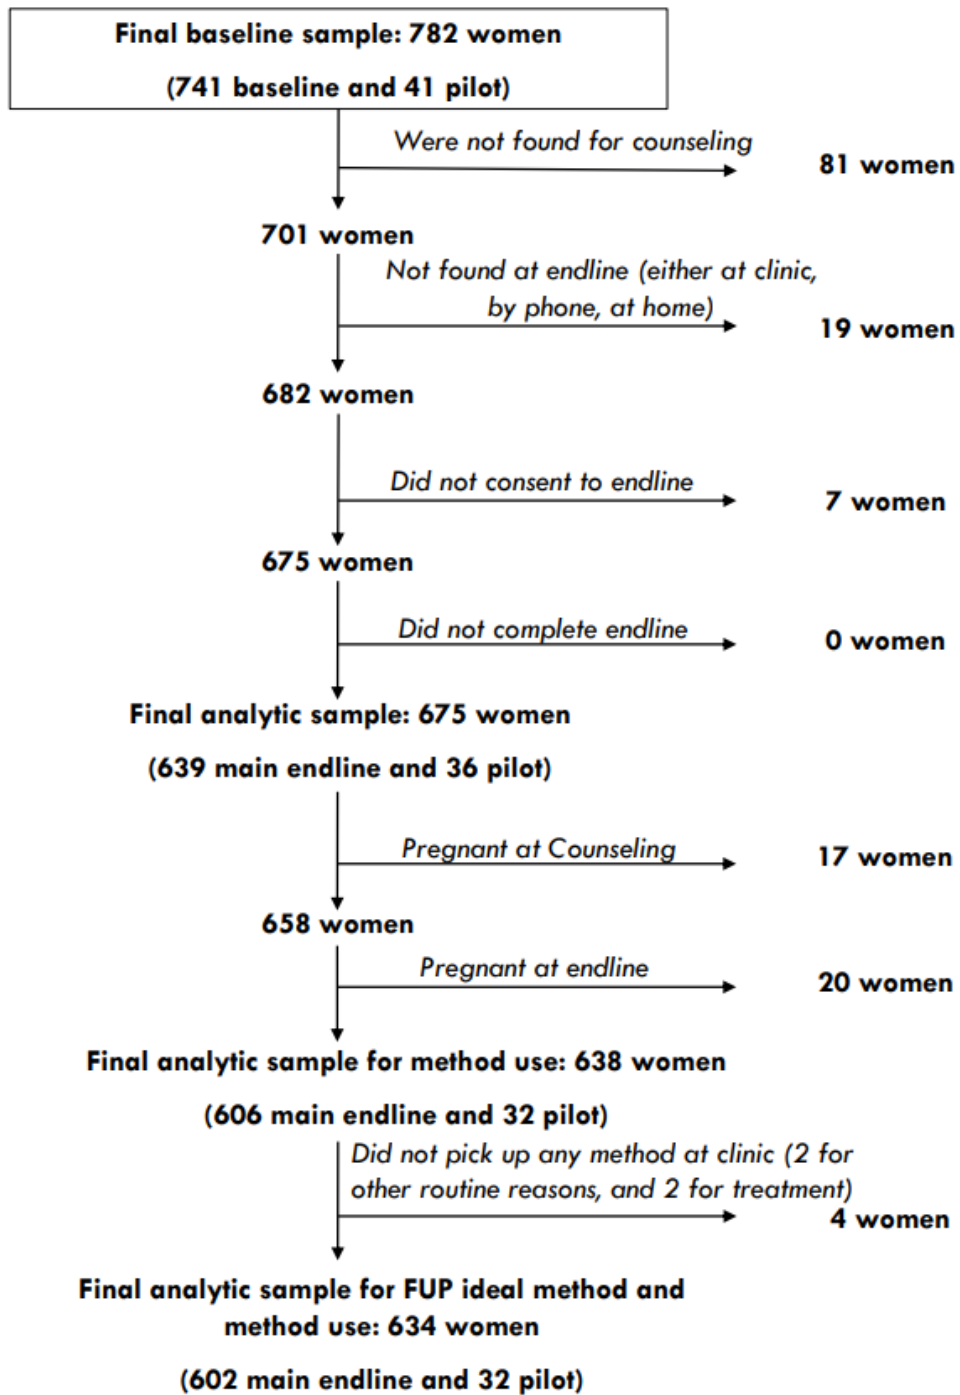 Final baseline sample: 782 women
(741 baseline and 41 pilot)
Were not found for counseling
81 women
701 women
Not found at endline (either at clinic,
by phone, at home)
19 women
682 women
Did not consent to endline
7 women
675 women
Did not complete endline
0 women
Final analytic sample: 675 women
(639 main endline and 36 pilot)
Pregnant at Counseling
17 women
658 women
Pregnant at endline
20 women
Final analytic sample for method use: 638 women
(606 main endline and 32 pilot)
Did not pick up any method at clinic (2 for
other routine reasons, and 2 for treatment)
4 women
Final analytic sample for FUP ideal method and
method use: 634 women
(602 main endline and 32 pilot)